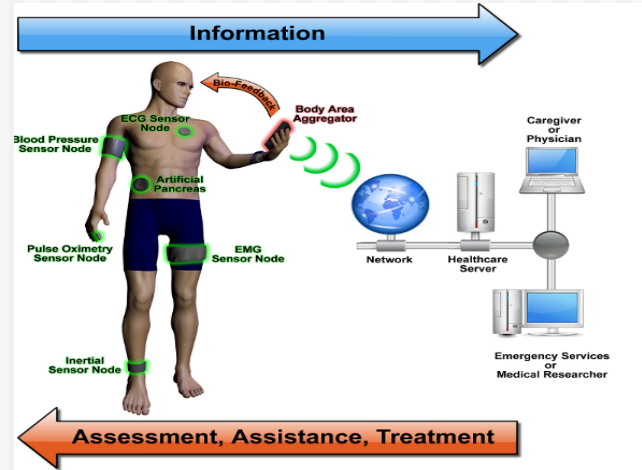 Information
Bio-Feedback
Body Area
Aggregator
ECG Sensor
Node
Blood Pressure
Sensor Node
Artificial
Pancreas
Pulse Oximetry
Sensor Node
EMG
Sensor Node
Inertial
Sensor Node
Caregiver
or
Physician
Network
Healthcare
Server
Emergency Services
or
Medical Researcher
Assessment, Assistance, Treatment